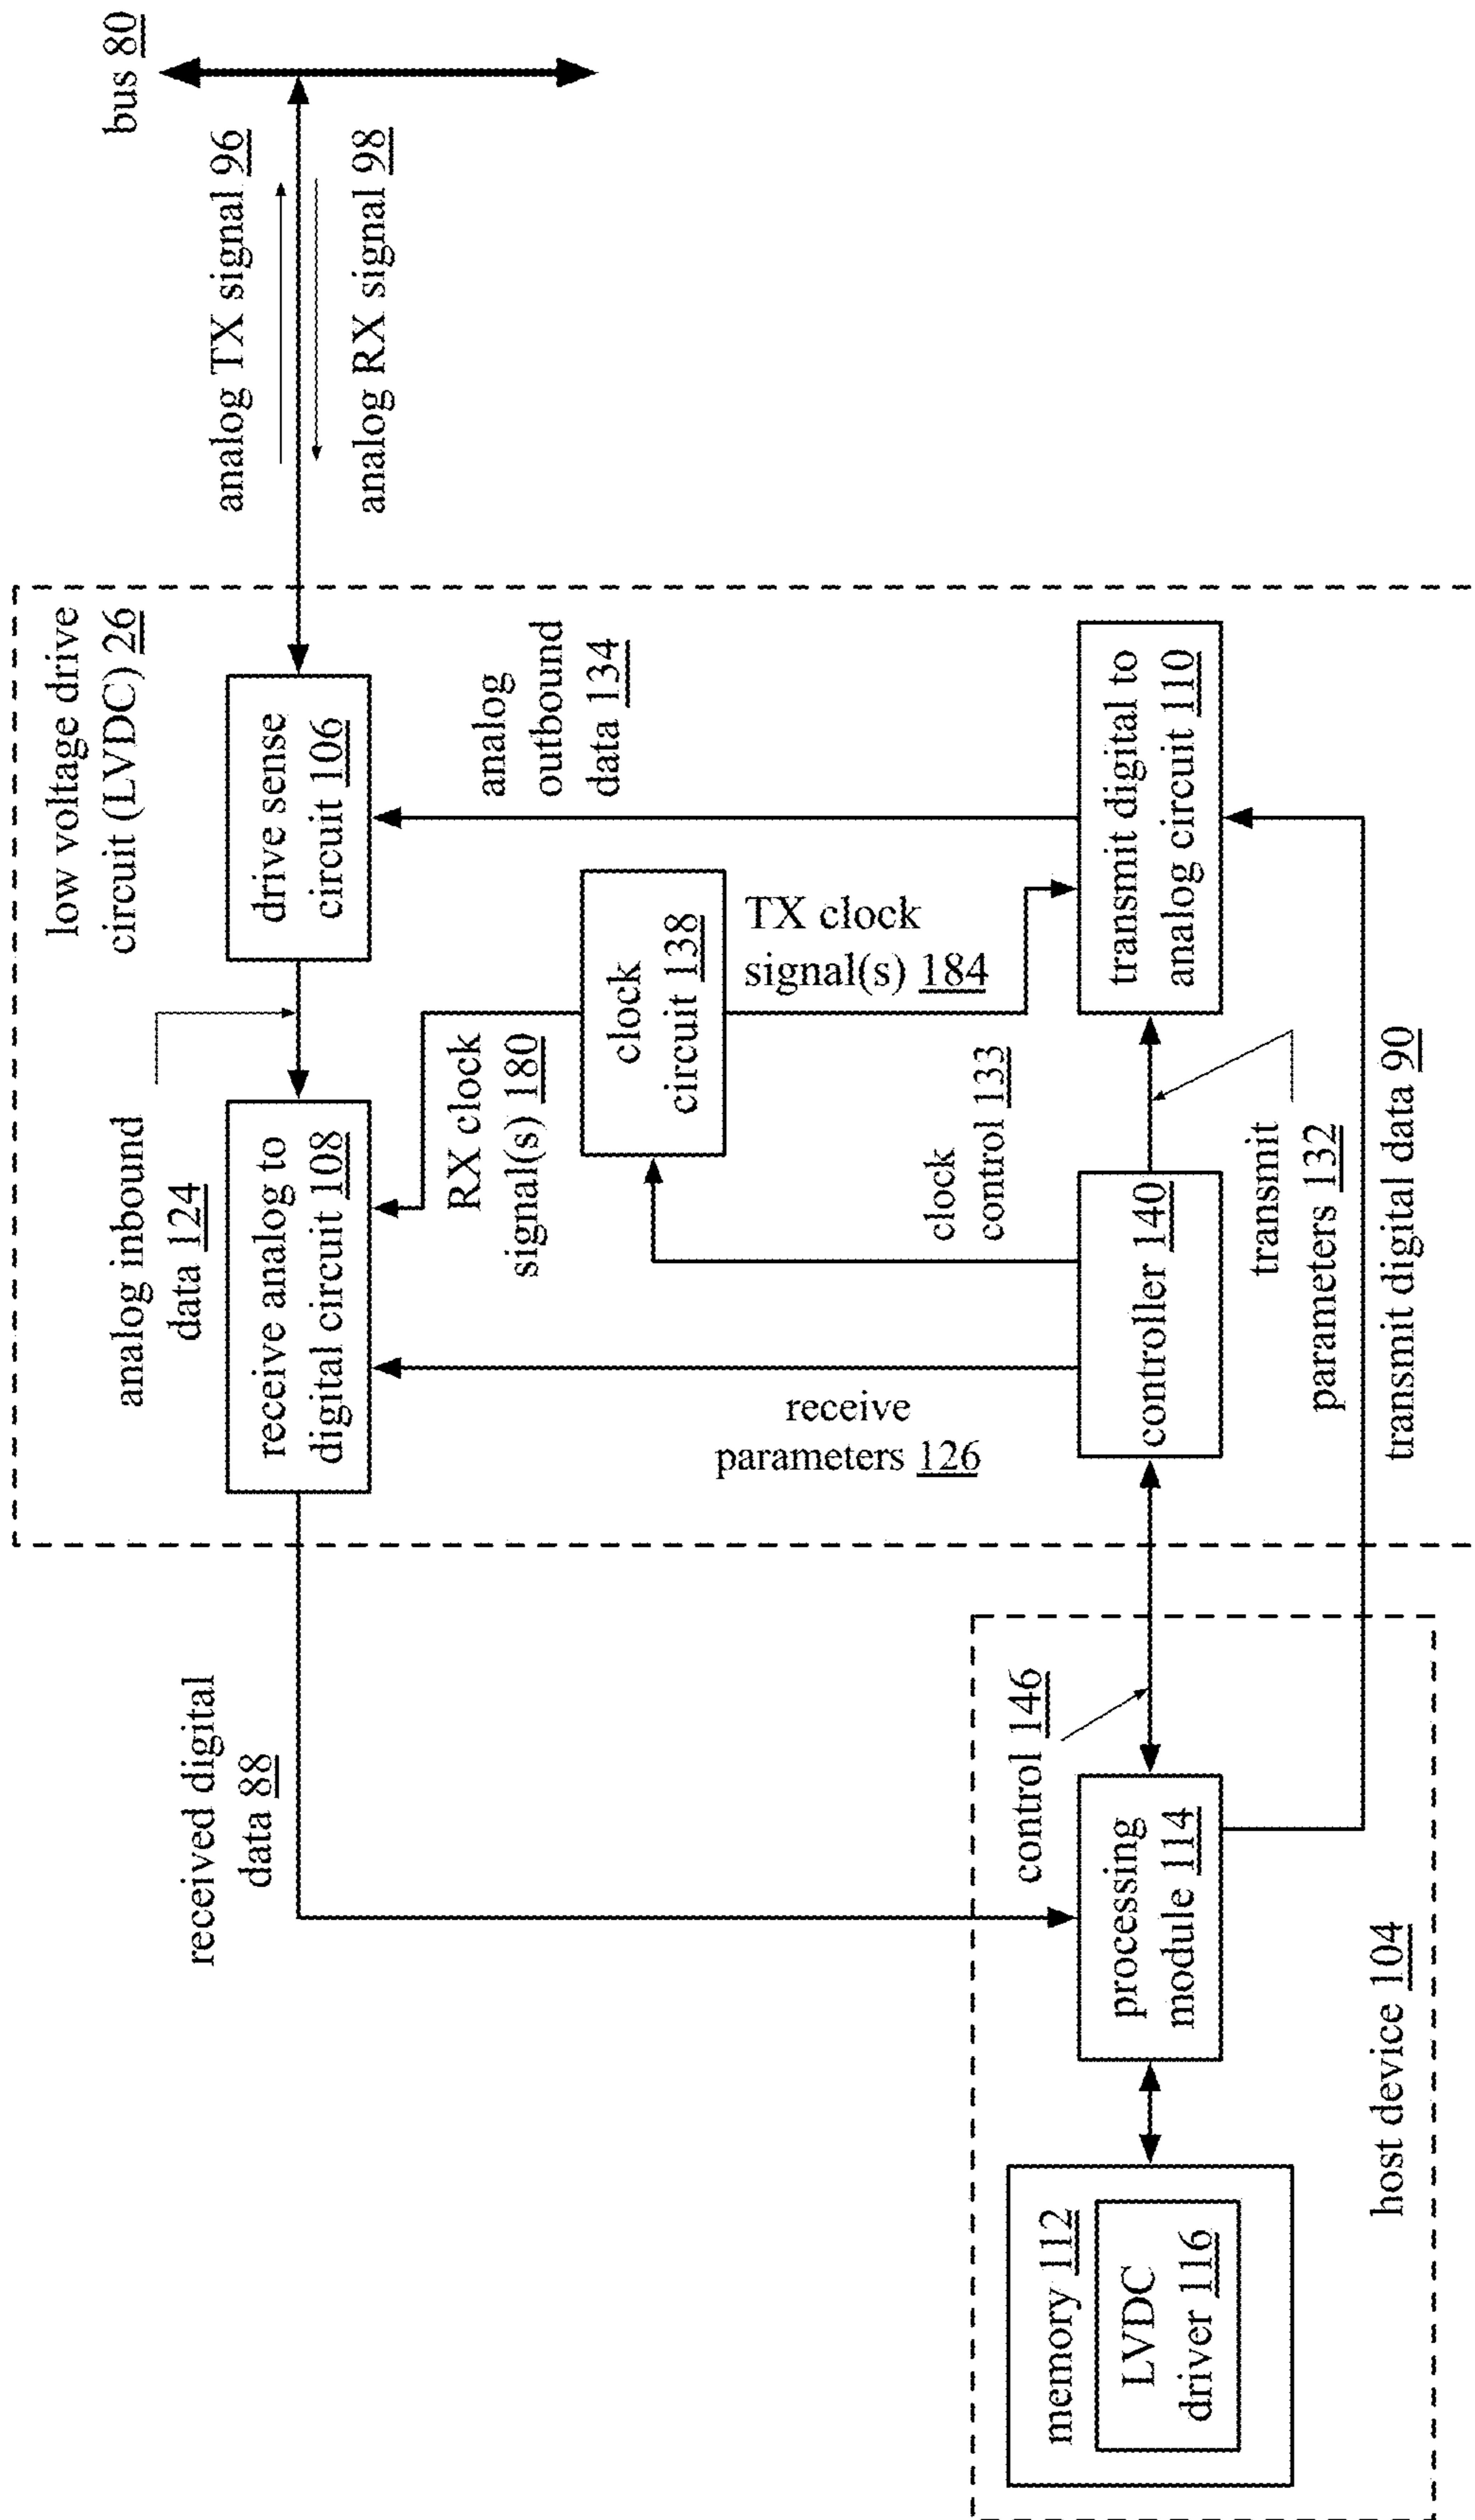 low voltage drive
circuit (LVDC) 26
bus 80
analog TX signal 96
analog RX signal 98
received digital
data 88
analog inbound
data 124
receive analog to
digital circuit 108
drive sense
circuit 106
analog
outbound
data 134
RX clock
signal(s) 180
clock
circuit 138
TX clock
signal(s) 184
receive
parameters 126
clock
control 133
memory 112
LVDC
driver 116
processing
module 114
control 146
controller 140
transmit digital to
analog circuit 110
transmit
parameters 132
host device 104
transmit digital data 90